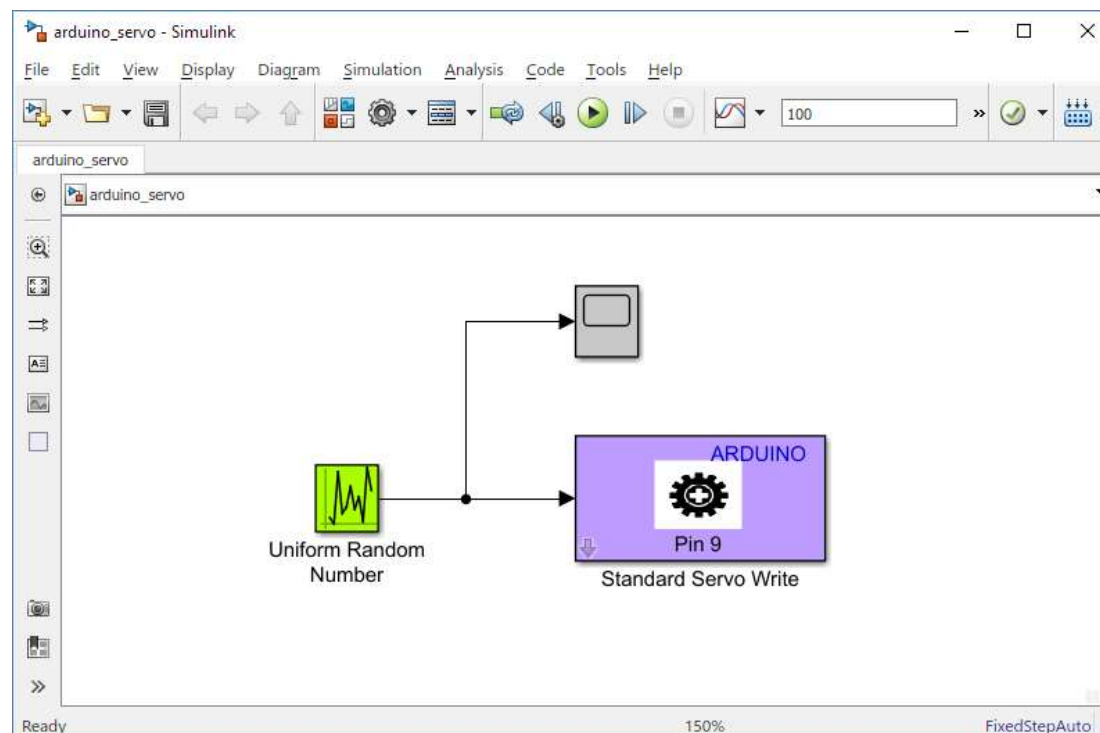 arduino_servo - Simulink
File Edit View Display Diagram Simulation Analysis Code Tools Help
100
arduino_servo
arduino_servo
ARDUINO
Pin 9
Uniform Random
Number
Standard Servo Write
Ready 150% FixedStepAuto